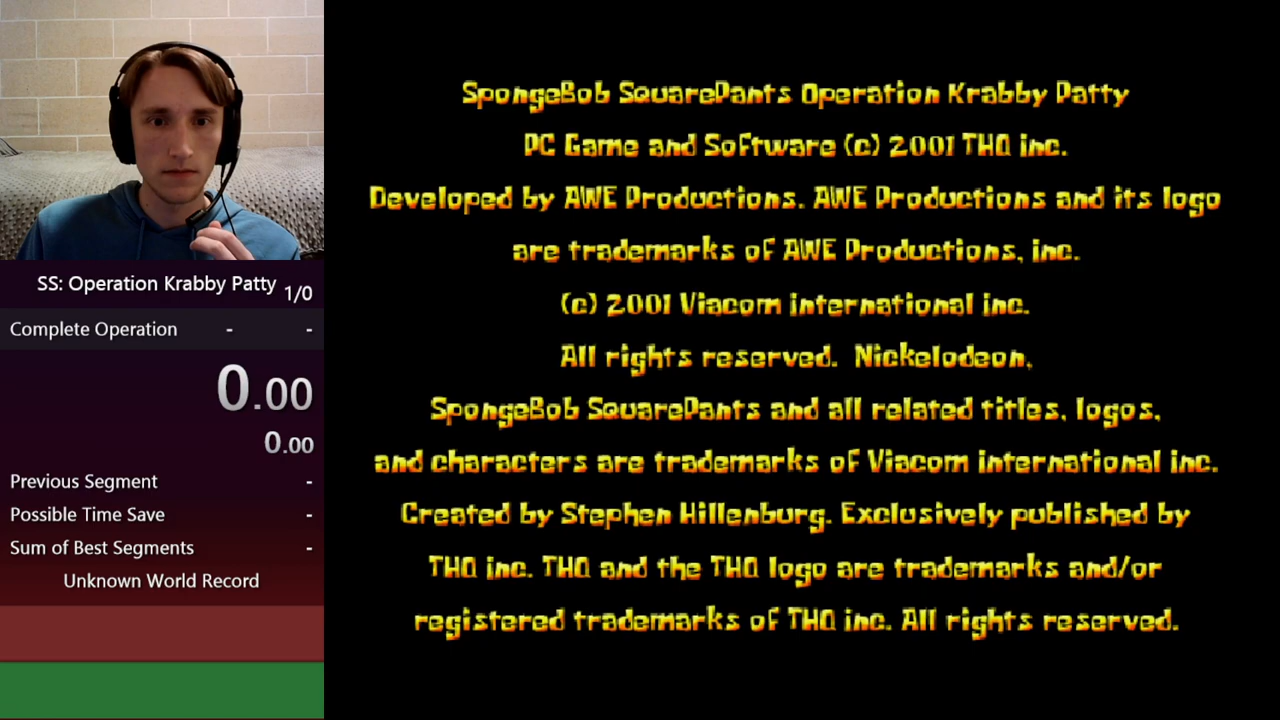 SS: Operation Krabby Patty 1/0
Complete Operation - -
0.00
0.00
Previous Segment -
Possible Time Save -
Sum of Best Segments -
Unknown World Record
SpongeBob SquarePants Operation Krabby Patty
PC Game and Software (c) 2001 THQ inc.
Developed by AWE Productions. AWE Productions and its logo
are trademarks of AWE Productions, inc.
(c) 2001 Viacom international inc.
All rights reserved. Nickelodeon,
SpongeBob SquarePants and all related titles, logos,
and characters are trademarks of Viacom international inc.
Created by Stephen Hillenburg. Exclusively published by
THQ inc. THQ and the THQ logo are trademarks and/or
registered trademarks of THQ inc. All rights reserved.